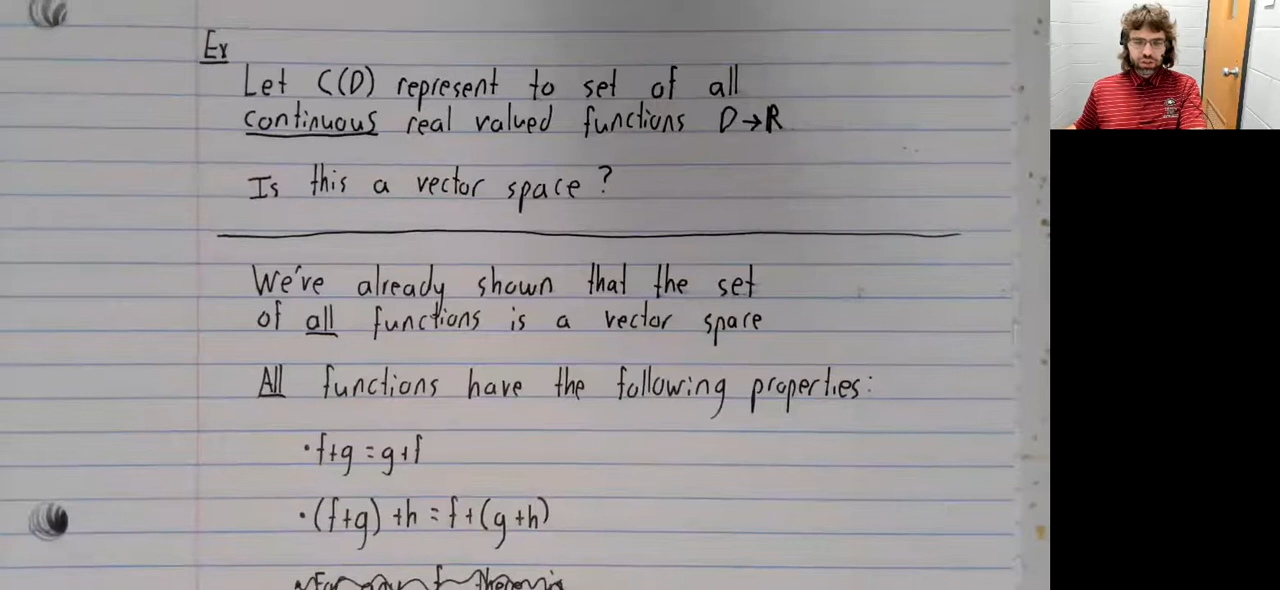 Ex
Let C(D) represent to set of all
continuous real valued functions D→R
Is this a vector space?
We've already shown that the set
of all functions is a vector space
All functions have the following properties:
• f+g = g+f
• (f+g)+h = f+(g+h)